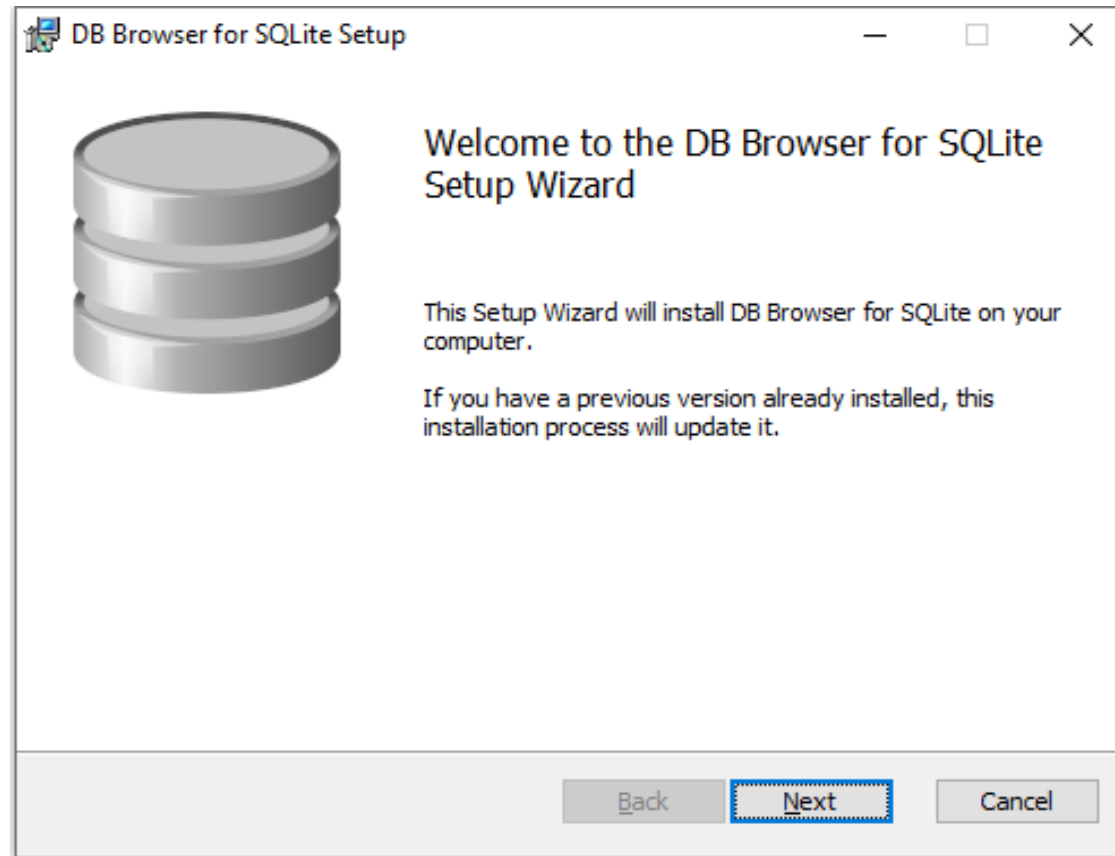 DB Browser for SQLite Setup
Welcome to the DB Browser for SQLite
Setup Wizard
This Setup Wizard will install DB Browser for SQLite on your
computer.
If you have a previous version already installed, this
installation process will update it.
Back
Next
Cancel